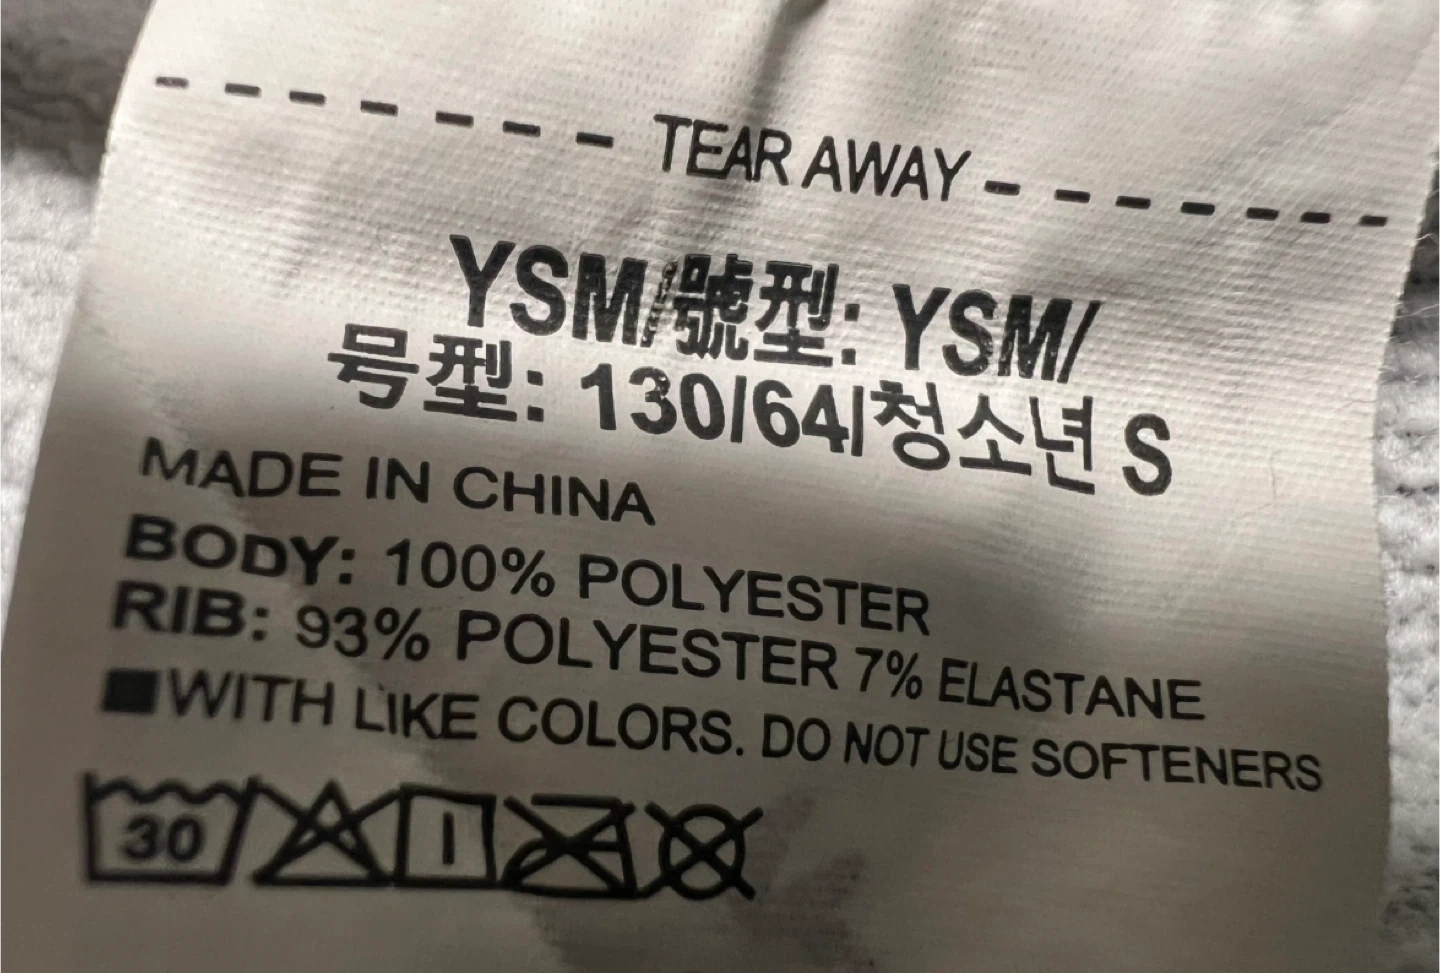 TEAR AWAY
YSM/號型: YSM/
号型: 130/64/청소년 S
MADE IN CHINA
BODY: 100% POLYESTER
RIB: 93% POLYESTER 7% ELASTANE
■WITH LIKE COLORS. DO NOT USE SOFTENERS
30